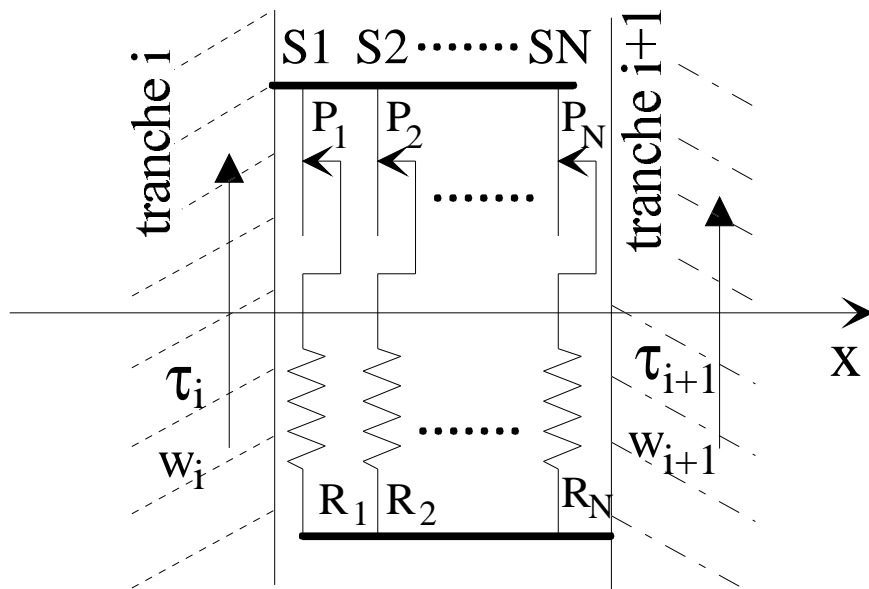 S1 S2 ....... SN
tranche i
tranche i+1
P1 P2 PN
.......
x
τi
τi+1
wi
wi+1
.......
R1 R2 RN